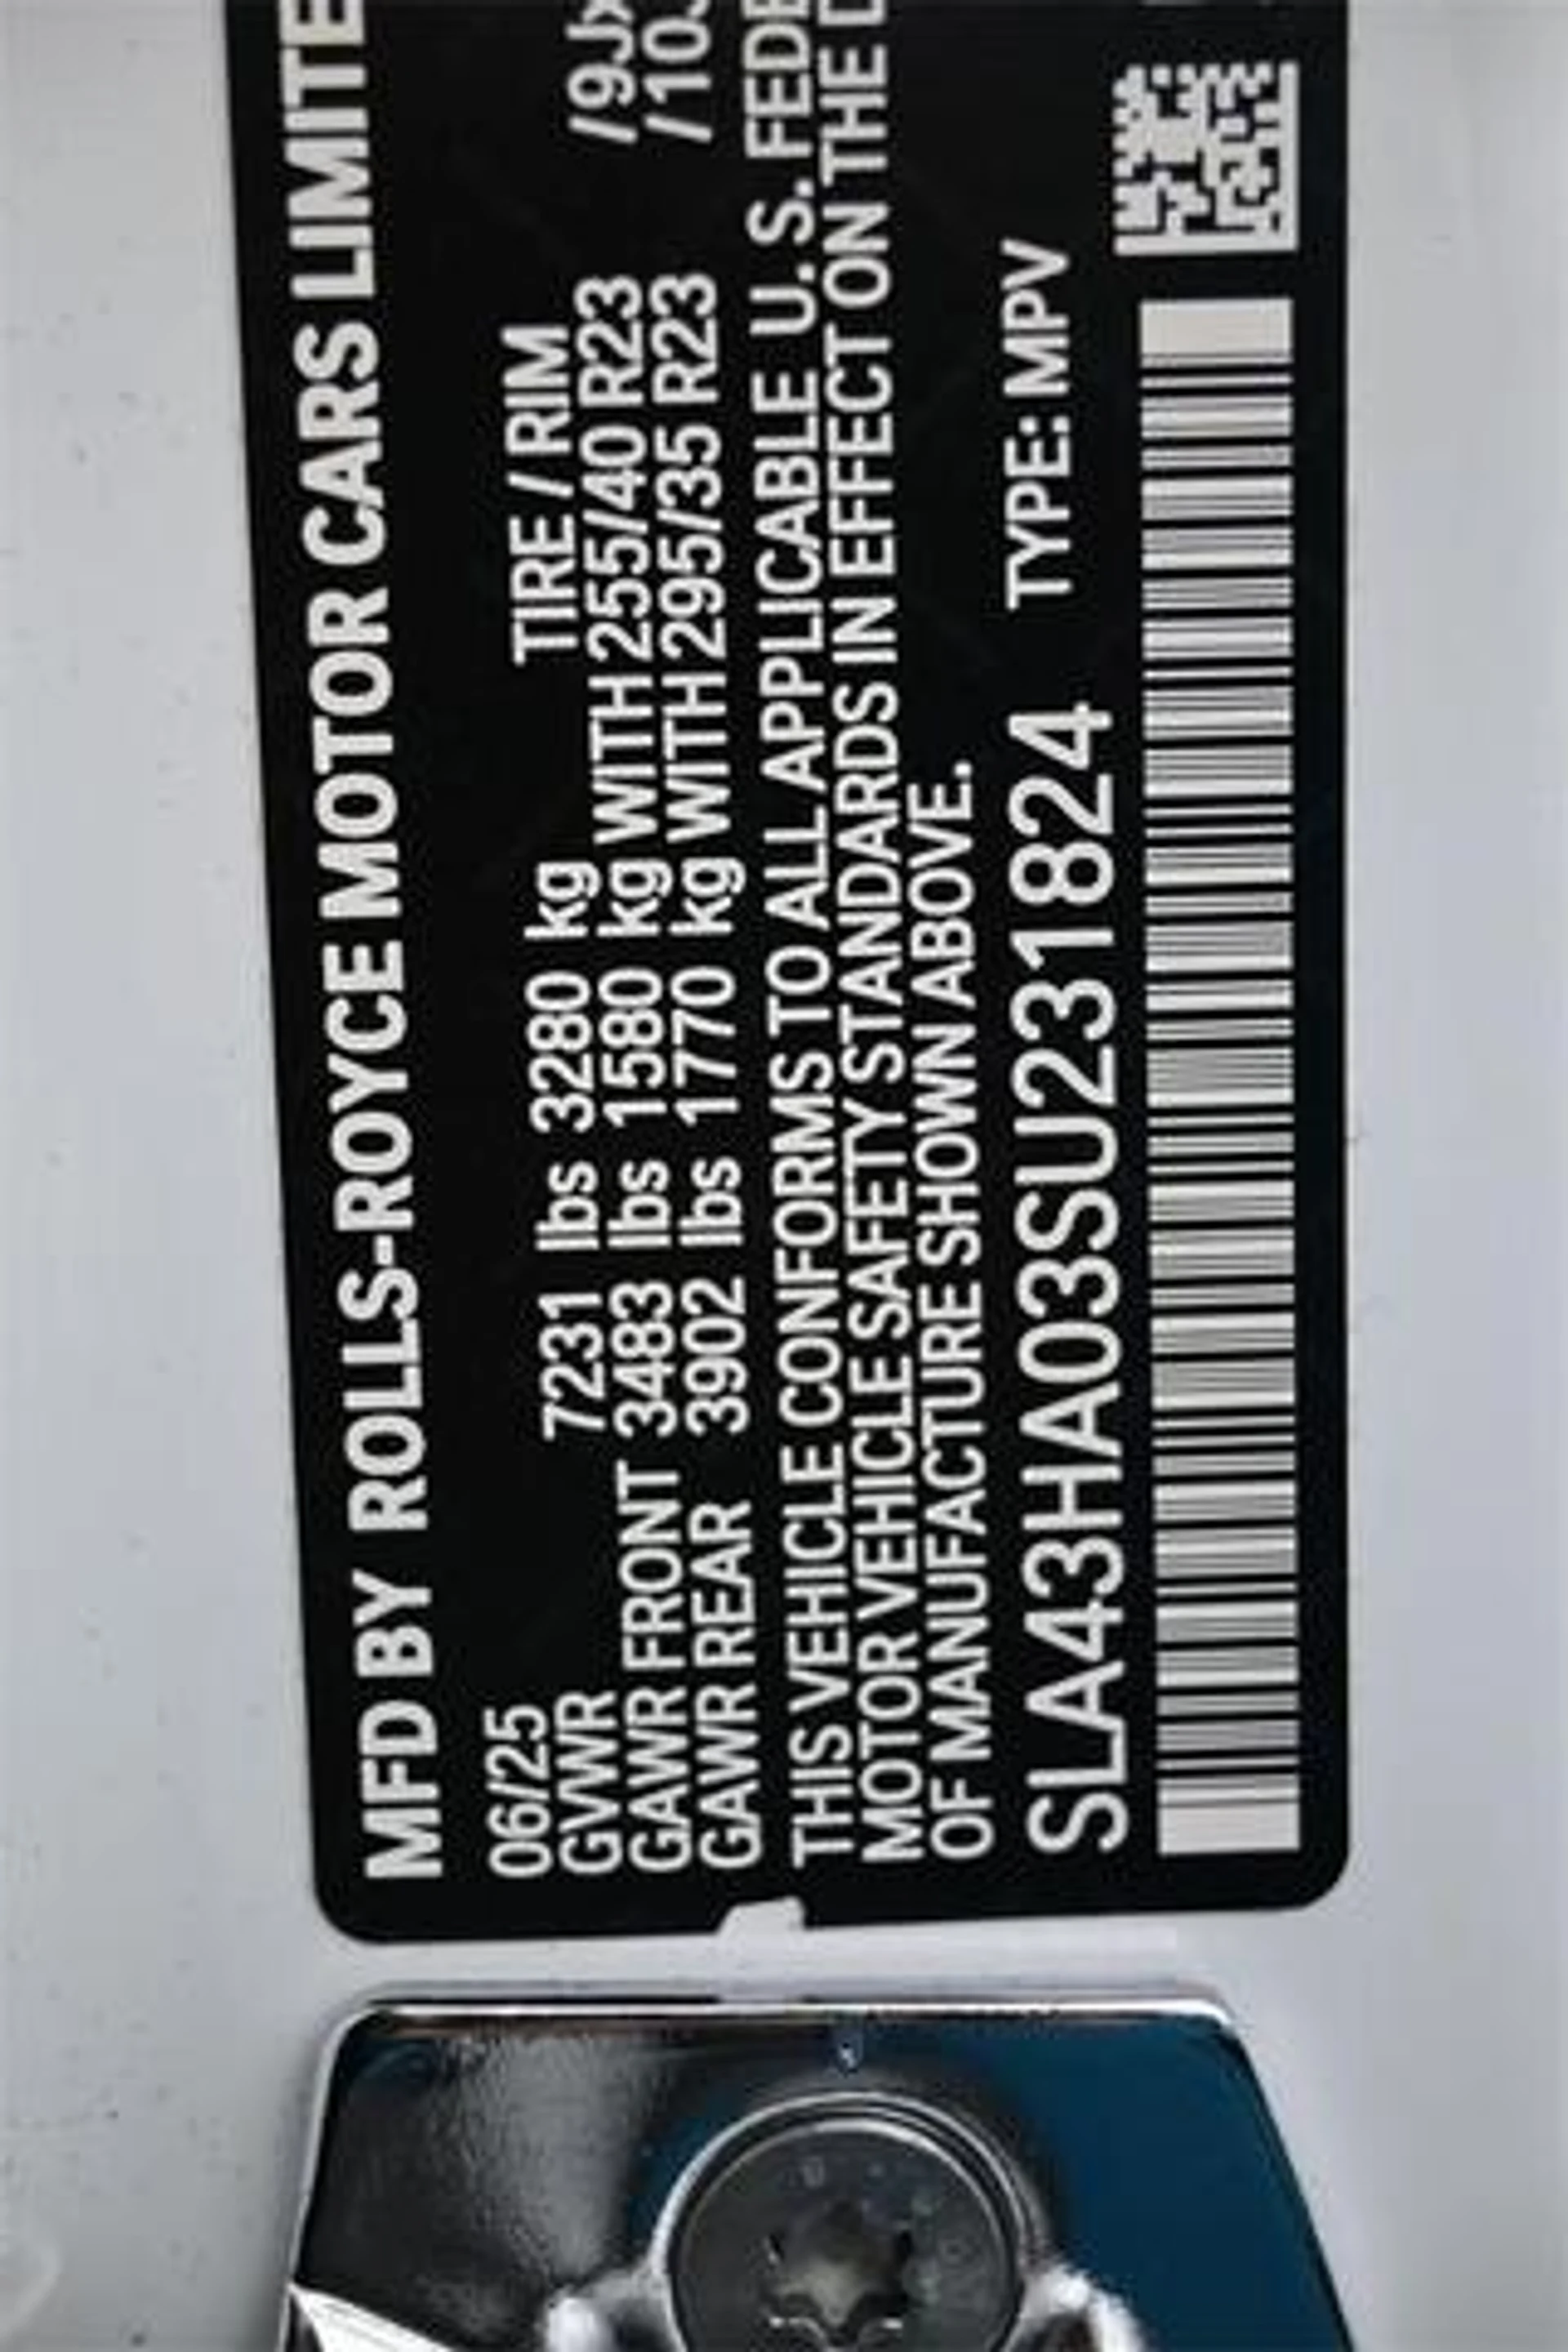 MFD BY ROLLS-ROYCE MOTOR CARS LIMITE
06/25 TIRE / RIM
GVWR 7231 lbs 3280 kg
GAWR FRONT 3483 lbs 1580 kg WITH 255/40 R23 /9Jx
GAWR REAR 3902 lbs 1770 kg WITH 295/35 R23 /10J
THIS VEHICLE CONFORMS TO ALL APPLICABLE U. S. FEDE
MOTOR VEHICLE SAFETY STANDARDS IN EFFECT ON THE D
OF MANUFACTURE SHOWN ABOVE.
SLA43HA03SU231824 TYPE: MPV